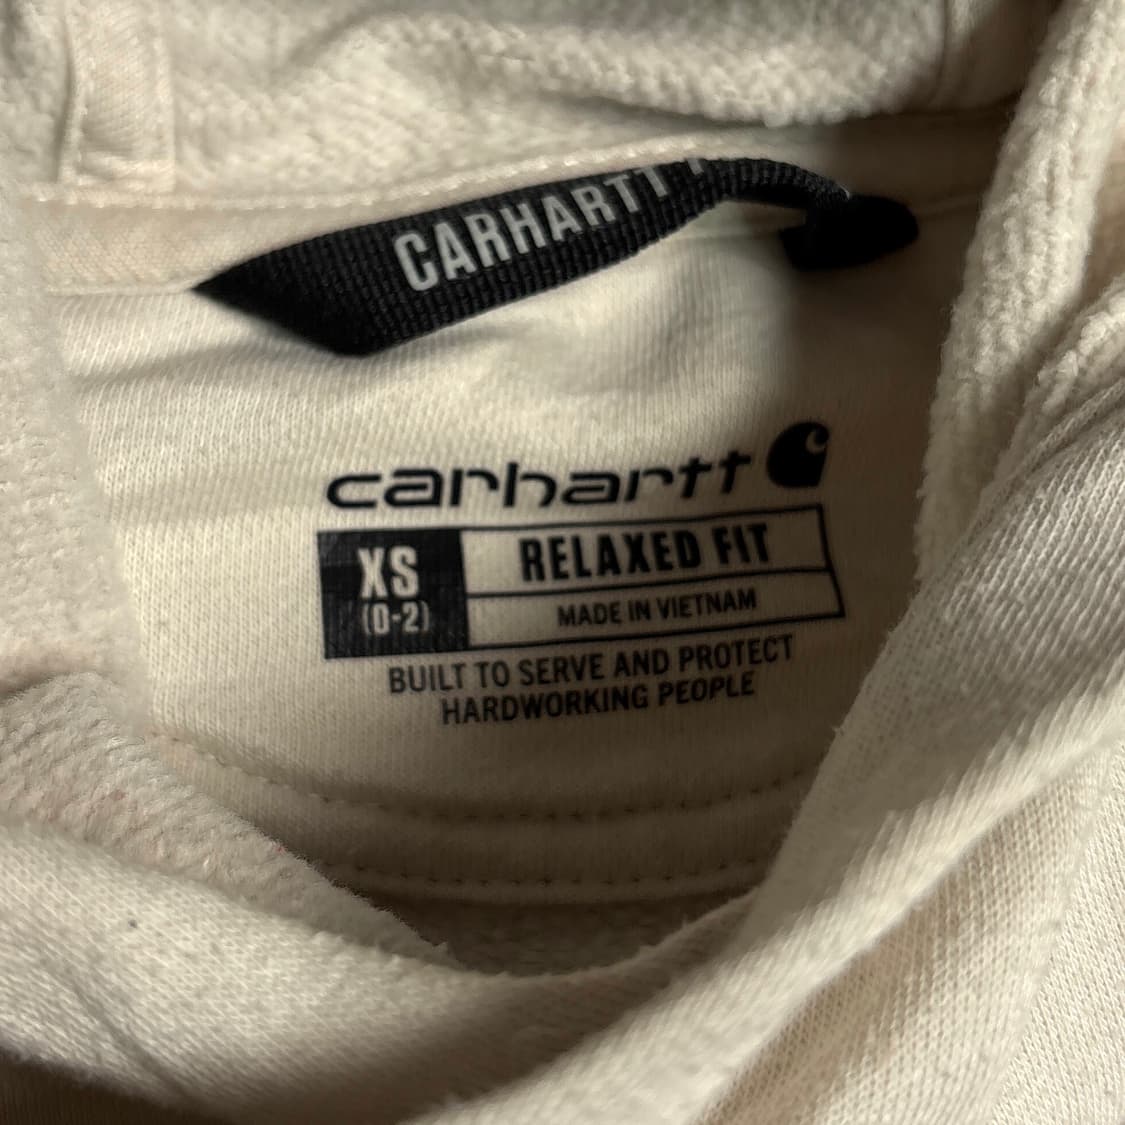 CARHARTT
carhartt
XS
(0-2)
RELAXED FIT
MADE IN VIETNAM
BUILT TO SERVE AND PROTECT
HARDWORKING PEOPLE